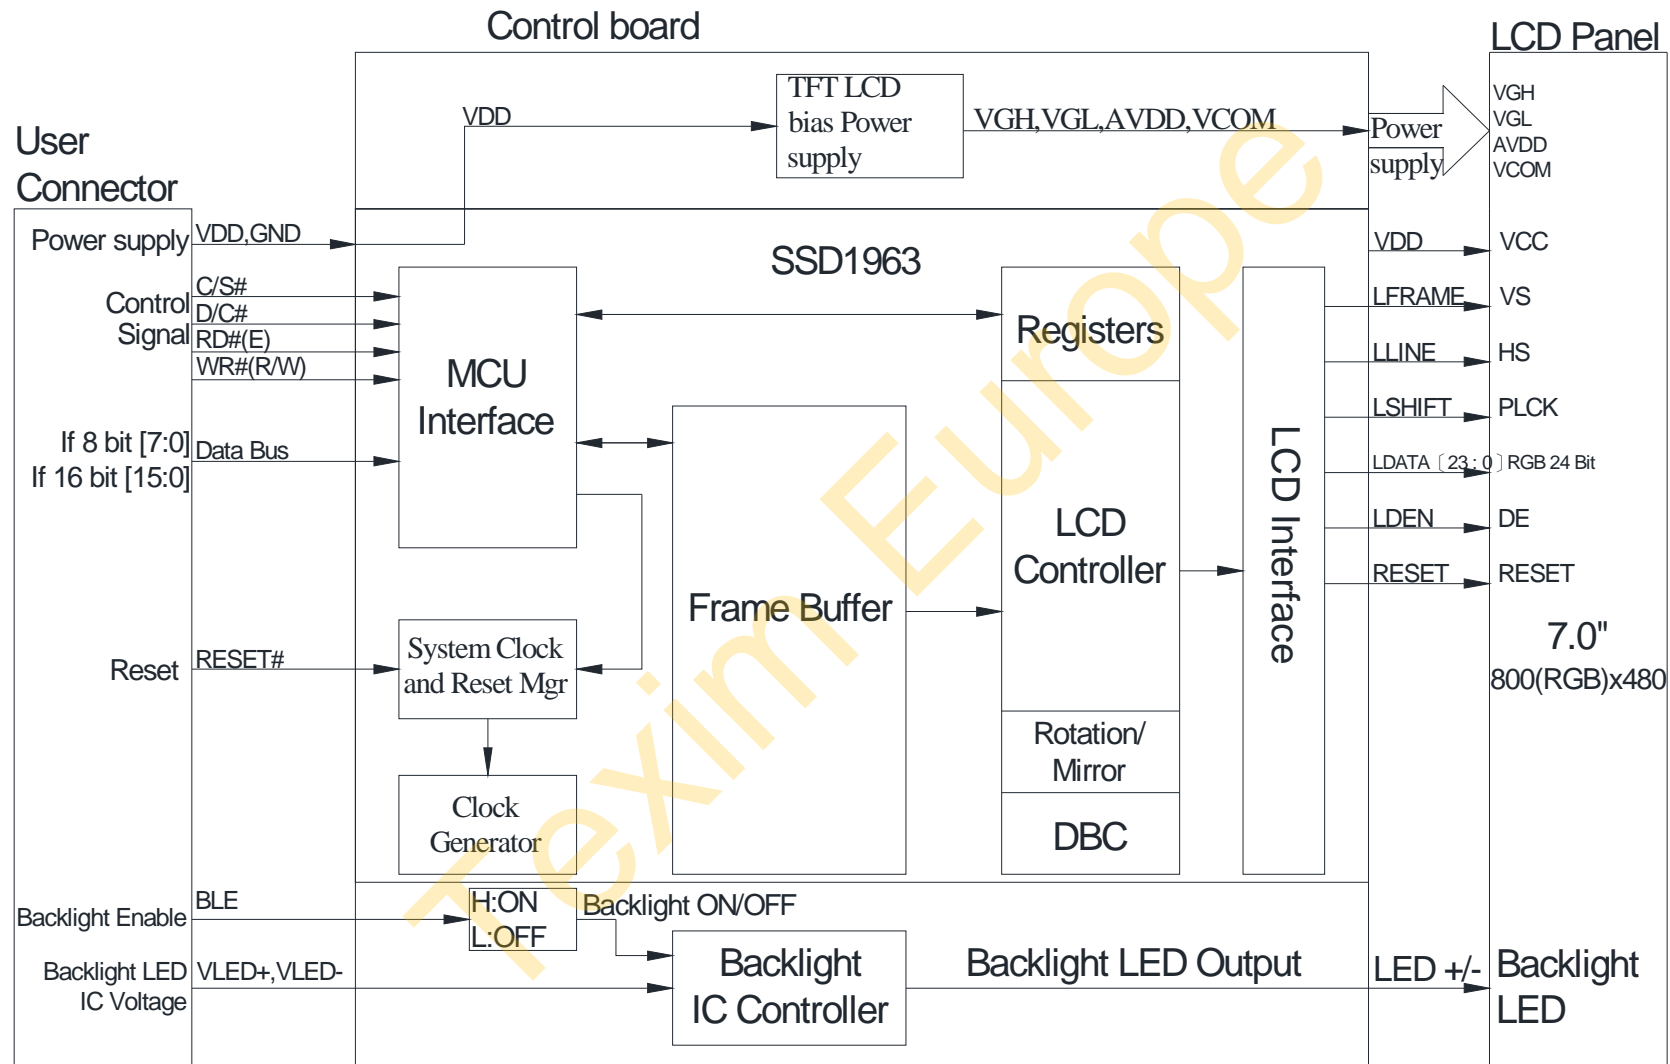 Control board
LCD Panel
User
Connector
TFT LCD
bias Power
supply
VDD
VGH,VGL,AVDD,VCOM
Power
supply
VGH
VGL
AVDD
VCOM
Power supply
VDD,GND
SSD1963
VDD
VCC
Control
Signal
C/S#
D/C#
RD#(E)
WR#(R/W)
MCU
Interface
Registers
LCD
Controller
Rotation/
Mirror
DBC
LCD Interface
LFRAME
VS
LLINE
HS
LSHIFT
PLCK
LDATA〔23:0〕RGB 24 Bit
LDEN
DE
RESET
RESET
If 8 bit [7:0]
If 16 bit [15:0]
Data Bus
Frame Buffer
7.0"
800(RGB)x480
Reset
RESET#
System Clock
and Reset Mgr
Clock
Generator
Backlight Enable
BLE
H:ON
L:OFF
Backlight ON/OFF
Backlight LED
IC Voltage
VLED+,VLED-
Backlight
IC Controller
Backlight LED Output
LED +/-
Backlight
LED
Texim Europe